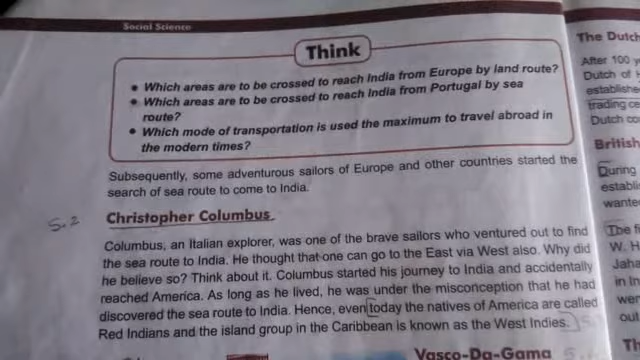 Social Science
Think
• Which areas are to be crossed to reach India from Europe by land route?
• Which areas are to be crossed to reach India from Portugal by sea
route?
• Which mode of transportation is used the maximum to travel abroad in
the modern times?
Subsequently, some adventurous sailors of Europe and other countries started the
search of sea route to come to India.
5.2
Christopher Columbus
Columbus, an Italian explorer, was one of the brave sailors who ventured out to find
the sea route to India. He thought that one can go to the East via West also. Why did
he believe so? Think about it. Columbus started his journey to India and accidentally
reached America. As long as he lived, he was under the misconception that he had
discovered the sea route to India. Hence, even today the natives of America are called
Red Indians and the island group in the Caribbean is known as the West Indies.
Vasco-Da-Gama
The Dutch
After 100
Dutch of
trading
Dutch
British
During
The
W. H
in In
out